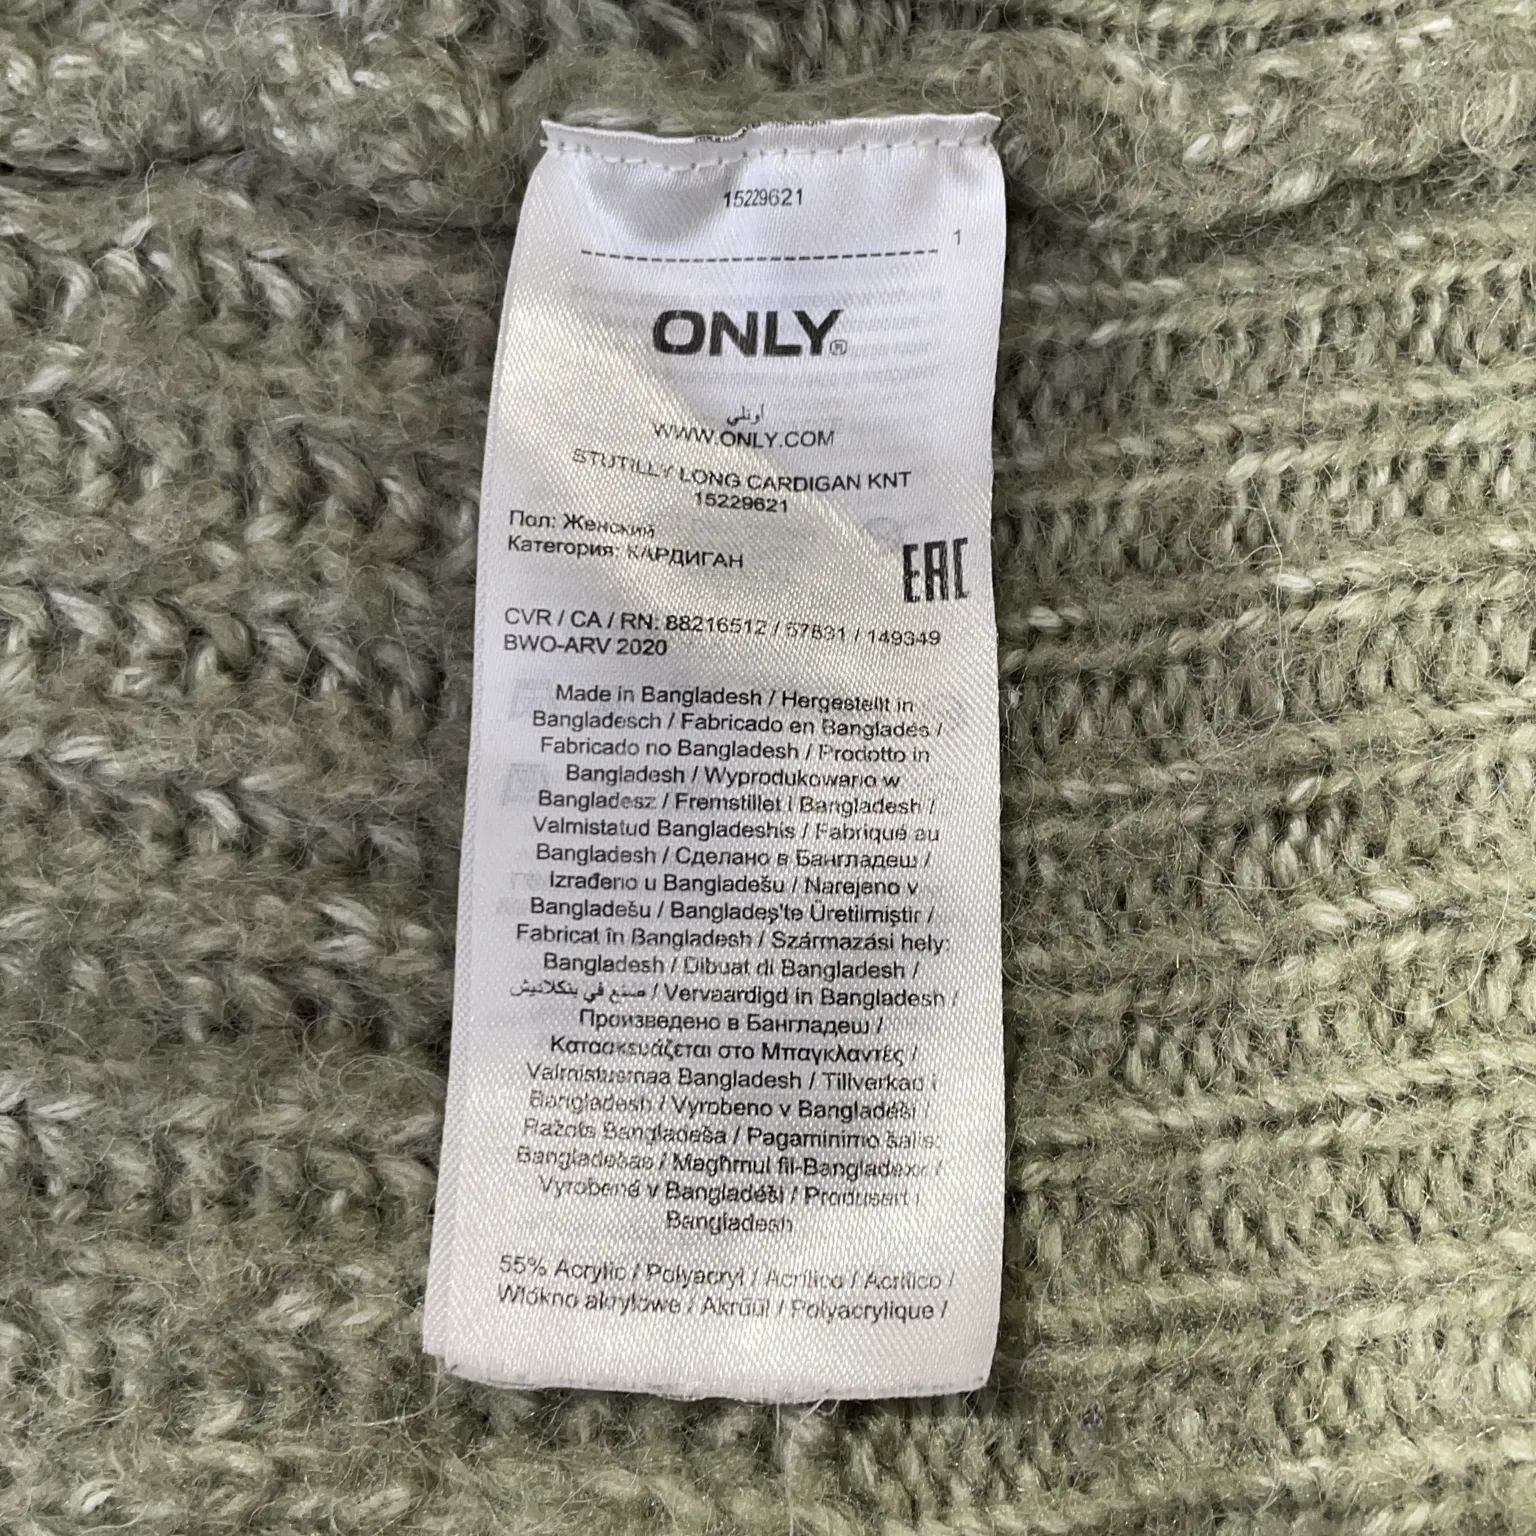 15229621
1
ONLY®
أونلي
WWW.ONLY.COM
STUTILLY LONG CARDIGAN KNT
15229621
Пол: Женский
Категория: КАРДИГАН
EAC
CVR / CA / RN: 88216512 / 57831 / 149349
BWO-ARV 2020
Made in Bangladesh / Hergestellt in
Bangladesch / Fabricado en Bangladés /
Fabricado no Bangladesh / Prodotto in
Bangladesh / Wyprodukowano w
Bangladesz / Fremstillet i Bangladesh /
Valmistatud Bangladeshis / Fabriqué au
Bangladesh / Сделано в Бангладеш /
Izrađeno u Bangladešu / Narejeno v
Bangladešu / Bangladeş'te Üretilmiştir /
Fabricat în Bangladesh / Származási hely:
Bangladesh / Dibuat di Bangladesh /
صنع في بنكلاديش / Vervaardigd in Bangladesh /
Произведено в Бангладеш /
Κατασκευάζεται στο Μπαγκλαντές /
Valmistusmaa Bangladesh / Tillverkad i
Bangladesh / Vyrobeno v Bangladéši /
Ražots Bangladeša / Pagaminimo šalis:
Bangladešas / Magħmul fil-Bangladexx /
Vyrobené v Bangladéši / Produsert i
Bangladesh
55% Acrylic / Polyacryl / Acrílico / Acrilico /
Włókno akrylowe / Akrüül / Polyacrylique /